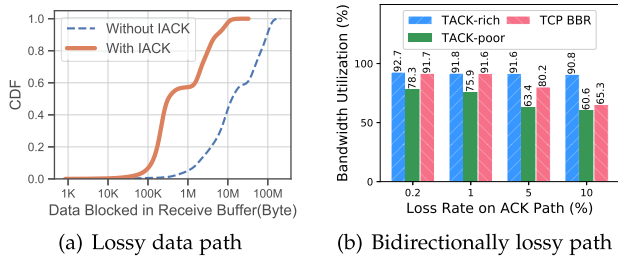 Without IACK
With IACK
CDF
1.0
0.8
0.6
0.4
0.2
0.0
1K 10K 100K 1M 10M 100M
Data Blocked in Receive Buffer(Byte)
(a) Lossy data path
TACK-rich TCP BBR
TACK-poor
Bandwidth Utilization (%)
100
50
0
92.7 78.3 91.7 91.8 75.9 91.6 91.6 63.4 80.2 90.8 60.6 65.3
0.2 1 5 10
Loss Rate on ACK Path (%)
(b) Bidirectionally lossy path